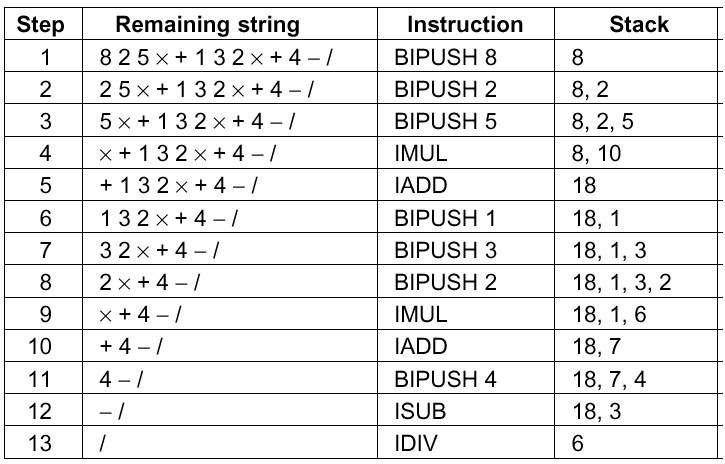 Step Remaining string Instruction Stack
1 8 2 5 × + 1 3 2 × + 4 – / BIPUSH 8 8
2 2 5 × + 1 3 2 × + 4 – / BIPUSH 2 8, 2
3 5 × + 1 3 2 × + 4 – / BIPUSH 5 8, 2, 5
4 × + 1 3 2 × + 4 – / IMUL 8, 10
5 + 1 3 2 × + 4 – / IADD 18
6 1 3 2 × + 4 – / BIPUSH 1 18, 1
7 3 2 × + 4 – / BIPUSH 3 18, 1, 3
8 2 × + 4 – / BIPUSH 2 18, 1, 3, 2
9 × + 4 – / IMUL 18, 1, 6
10 + 4 – / IADD 18, 7
11 4 – / BIPUSH 4 18, 7, 4
12 – / ISUB 18, 3
13 / IDIV 6